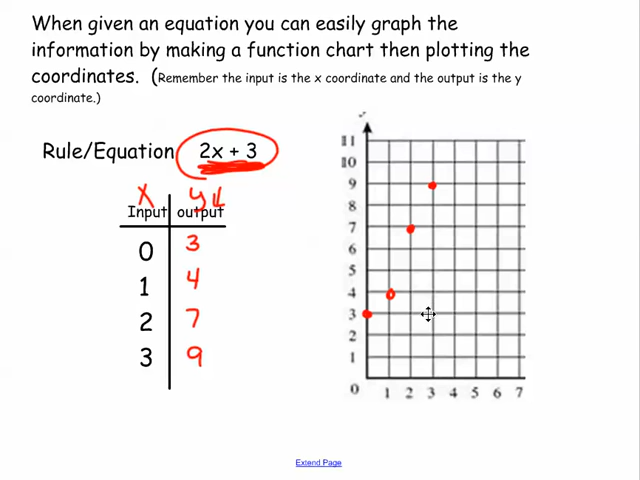 When given an equation you can easily graph the
information by making a function chart then plotting the
coordinates. (Remember the input is the x coordinate and the output is the y
coordinate.)
Rule/Equation 2x + 3
x y
Input output
0 3
1 4
2 7
3 9
11
10
9
8
7
6
5
4
3
2
1
0 1 2 3 4 5 6 7
Extend Page